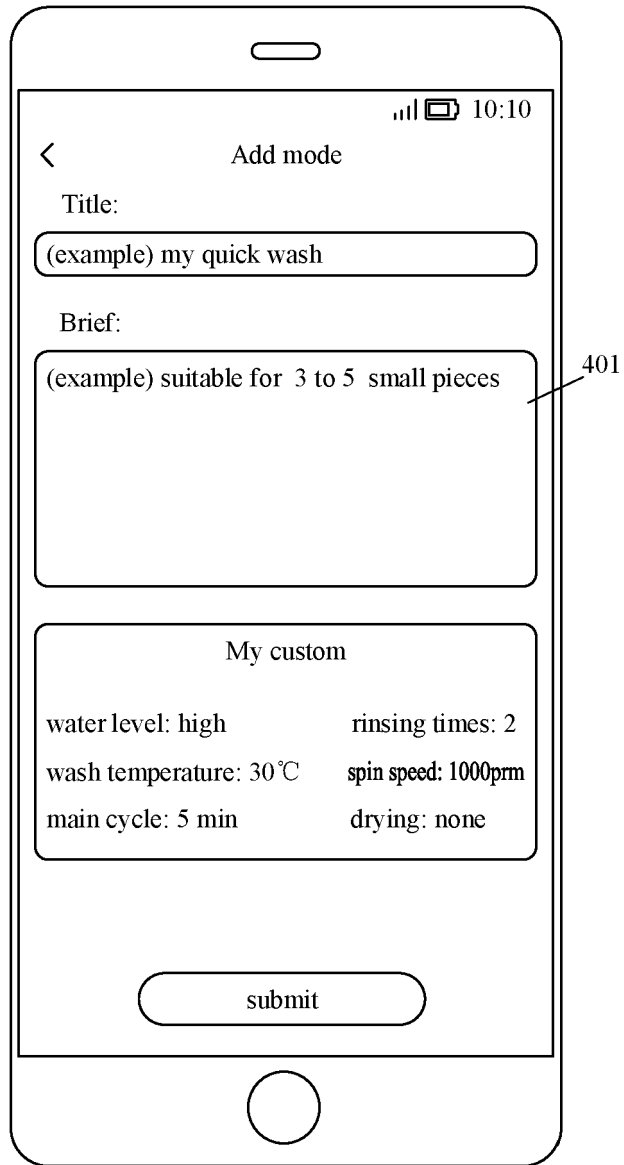 10:10
Add mode
Title:
(example) my quick wash
Brief:
(example) suitable for 3 to 5 small pieces
401
My custom
water level: high rinsing times: 2
wash temperature: 30℃ spin speed: 1000prm
main cycle: 5 min drying: none
submit